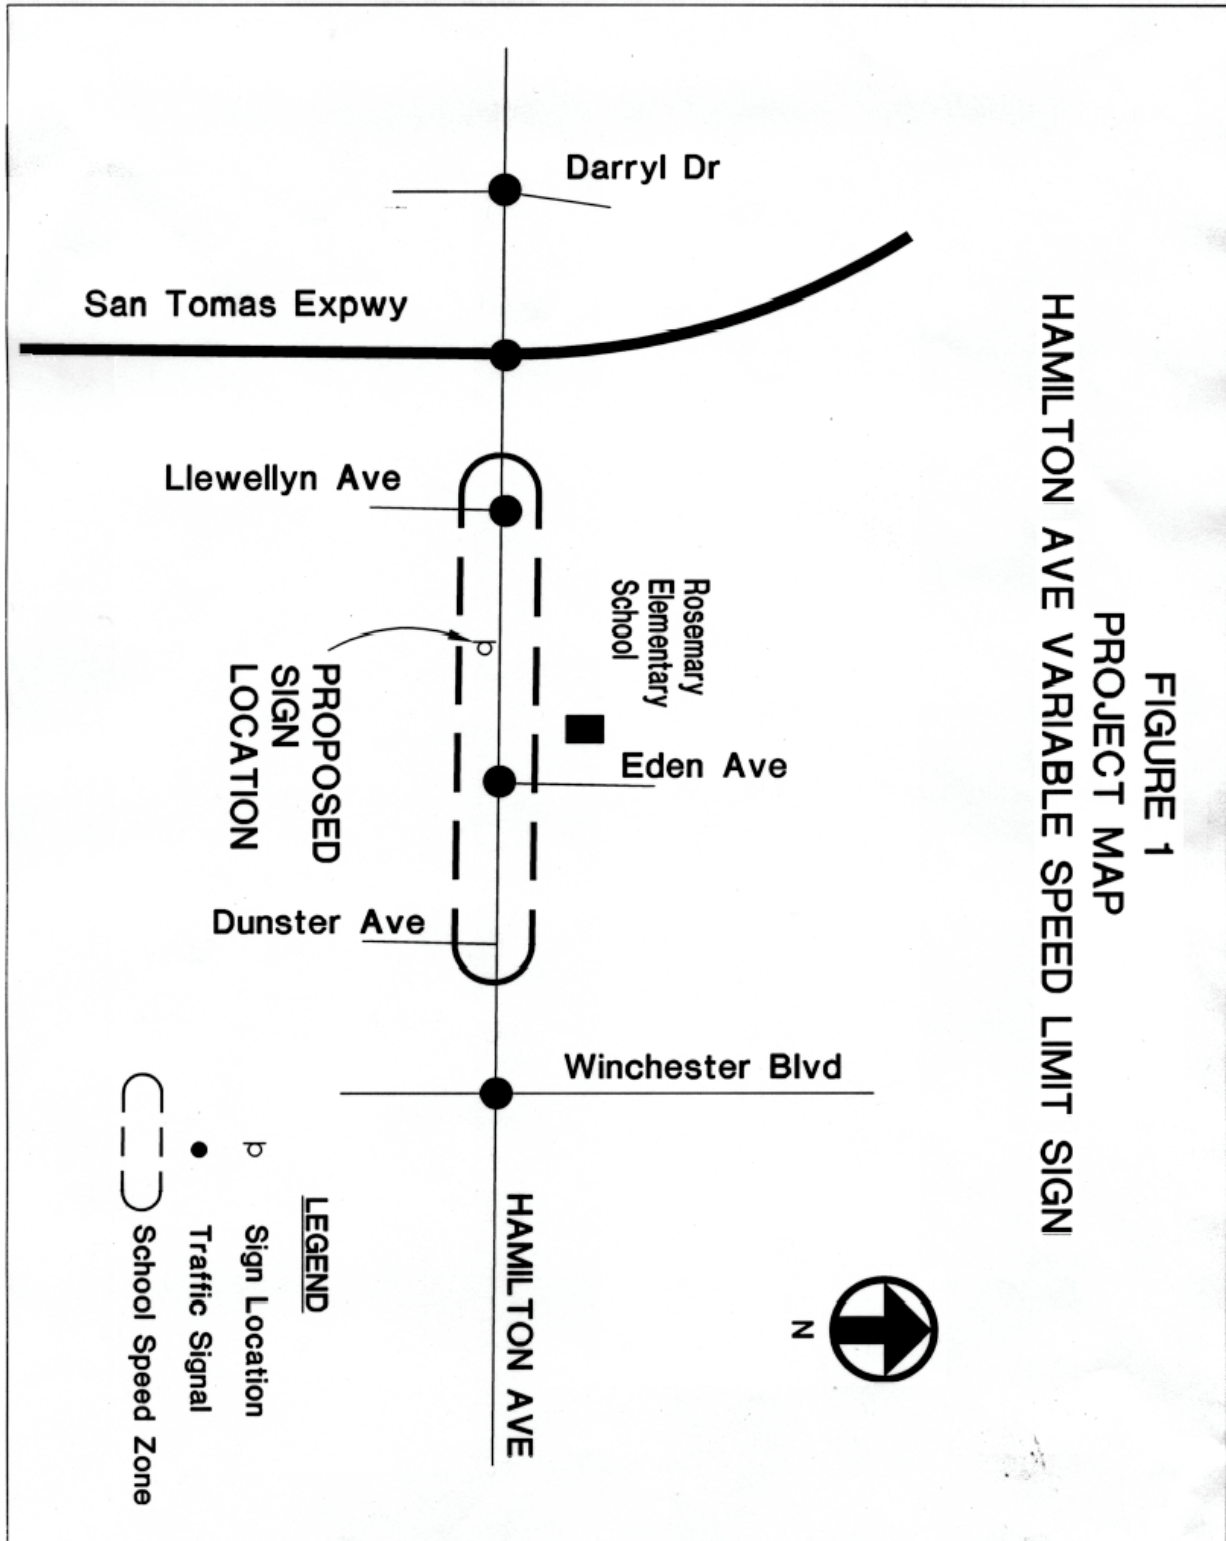 FIGURE 1
PROJECT MAP
HAMILTON AVE VARIABLE SPEED LIMIT SIGN
Darryl Dr
San Tomas Expwy
Llewellyn Ave
Rosemary
Elementary
School
PROPOSED
SIGN
LOCATION
Eden Ave
Dunster Ave
Winchester Blvd
HAMILTON AVE
N
LEGEND
Sign Location
Traffic Signal
School Speed Zone